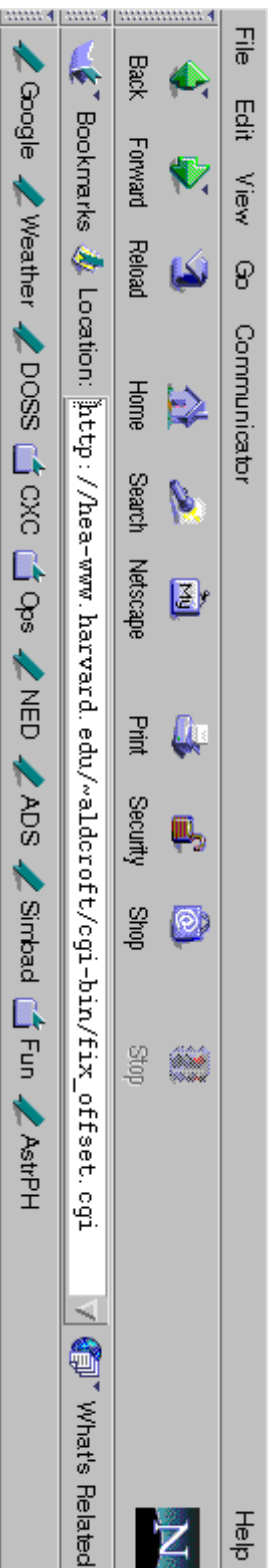 File Edit View Go Communicator Help
Back Forward Reload Home Search Netscape Print Security Shop Stop
My
N
Bookmarks Location: http://hea-www.harvard.edu/~aldcroft/cgi-bin/fix_offset.cgi What's Related
Google Weather DOSS CXC Ops NED ADS Simbad Fun AstrPH